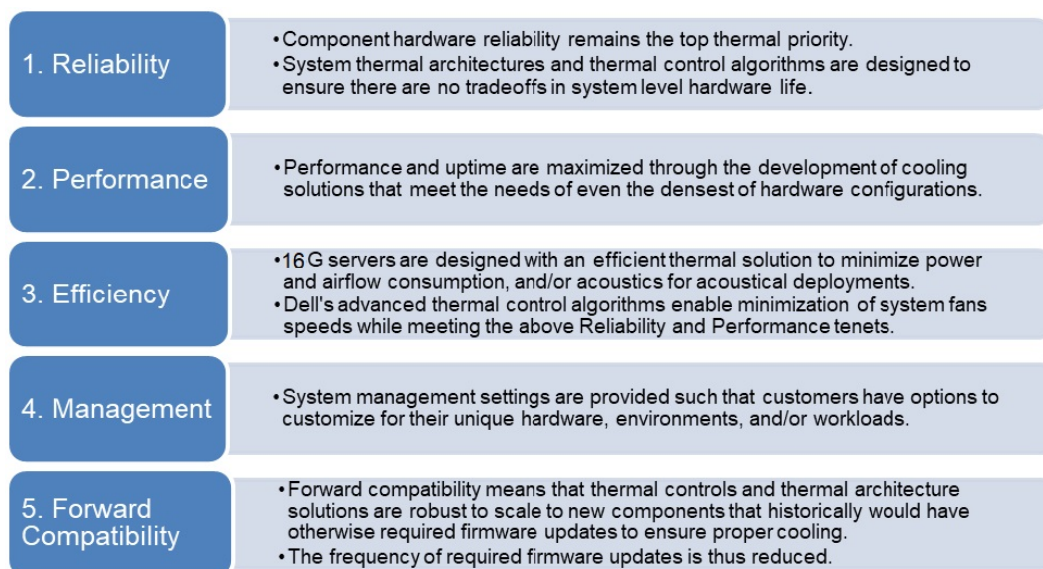 1. Reliability
•Component hardware reliability remains the top thermal priority.
•System thermal architectures and thermal control algorithms are designed to
ensure there are no tradeoffs in system level hardware life.
2. Performance
•Performance and uptime are maximized through the development of cooling
solutions that meet the needs of even the densest of hardware configurations.
3. Efficiency
•16G servers are designed with an efficient thermal solution to minimize power
and airflow consumption, and/or acoustics for acoustical deployments.
•Dell's advanced thermal control algorithms enable minimization of system fans
speeds while meeting the above Reliability and Performance tenets.
4. Management
•System management settings are provided such that customers have options to
customize for their unique hardware, environments, and/or workloads.
5. Forward
Compatibility
•Forward compatibility means that thermal controls and thermal architecture
solutions are robust to scale to new components that historically would have
otherwise required firmware updates to ensure proper cooling.
•The frequency of required firmware updates is thus reduced.